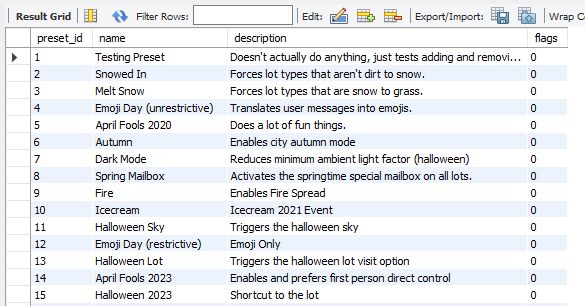 Result Grid Filter Rows: Edit: Export/Import: Wrap Ce
preset_id name description flags
1 Testing Preset Doesn't actually do anything, just tests adding and removi... 0
2 Snowed In Forces lot types that aren't dirt to snow. 0
3 Melt Snow Forces lot types that are snow to grass. 0
4 Emoji Day (unrestrictive) Translates user messages into emojis. 0
5 April Fools 2020 Does a lot of fun things. 0
6 Autumn Enables city autumn mode 0
7 Dark Mode Reduces minimum ambient light factor (halloween) 0
8 Spring Mailbox Activates the springtime special mailbox on all lots. 0
9 Fire Enables Fire Spread 0
10 Icecream Icecream 2021 Event 0
11 Halloween Sky Triggers the halloween sky 0
12 Emoji Day (restrictive) Emoji Only 0
13 Halloween Lot Triggers the halloween lot visit option 0
14 April Fools 2023 Enables and prefers first person direct control 0
15 Halloween 2023 Shortcut to the lot 0